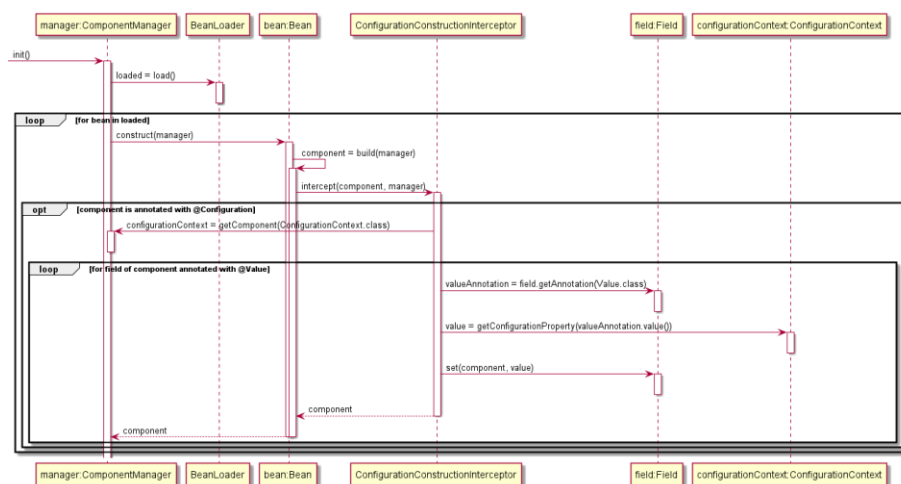 manager:ComponentManager BeanLoader bean:Bean ConfigurationConstructionInterceptor field:Field configurationContext:ConfigurationContext
init()
loaded = load()
loop [for bean in loaded]
construct(manager)
component = build(manager)
intercept(component, manager)
opt [component is annotated with @Configuration]
configurationContext = getComponent(ConfigurationContext.class)
loop [for field of component annotated with @Value]
valueAnnotation = field.getAnnotation(Value.class)
value = getConfigurationProperty(valueAnnotation.value())
set(component, value)
component
component
manager:ComponentManager BeanLoader bean:Bean ConfigurationConstructionInterceptor field:Field configurationContext:ConfigurationContext